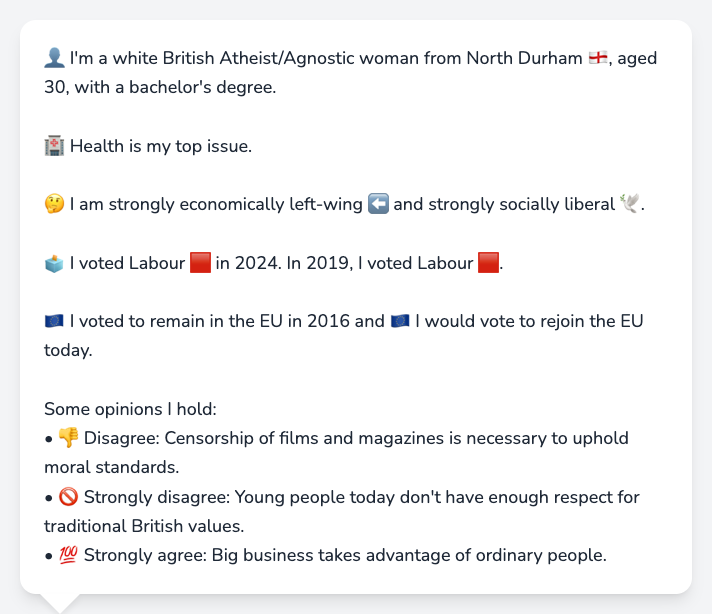 👤 I'm a white British Atheist/Agnostic woman from North Durham 🏴󠁧󠁢󠁥󠁮󠁧󠁿, aged
30, with a bachelor's degree.
🏥 Health is my top issue.
🤔 I am strongly economically left-wing ⬅️ and strongly socially liberal 🕊️.
🗳️ I voted Labour 🟥 in 2024. In 2019, I voted Labour 🟥.
🇪🇺 I voted to remain in the EU in 2016 and 🇪🇺 I would vote to rejoin the EU
today.
Some opinions I hold:
• 👎 Disagree: Censorship of films and magazines is necessary to uphold
moral standards.
• 🚫 Strongly disagree: Young people today don't have enough respect for
traditional British values.
• 💯 Strongly agree: Big business takes advantage of ordinary people.